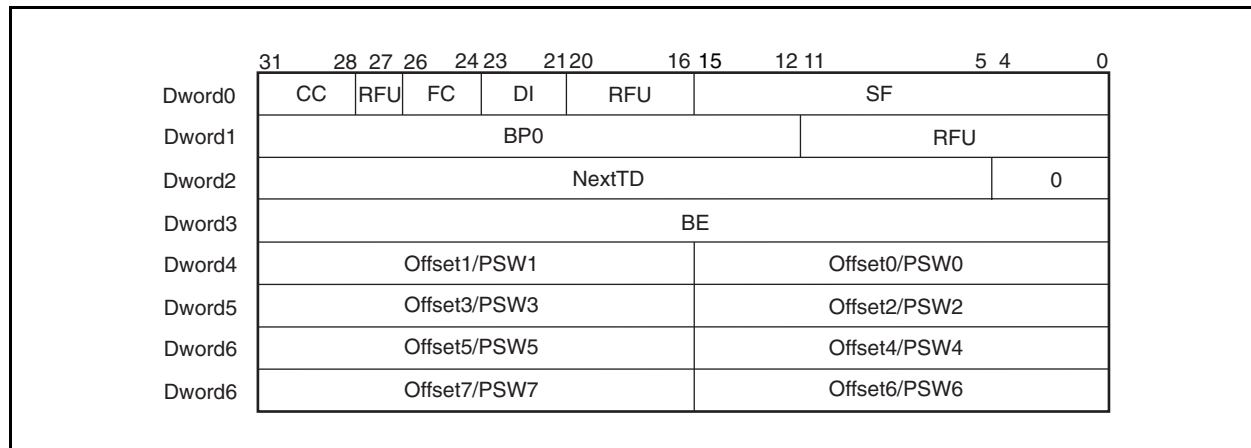 31 28 27 26 24 23 21 20 16 15 12 11 5 4 0
Dword0 CC RFU FC DI RFU SF
Dword1 BP0 RFU
Dword2 NextTD 0
Dword3 BE
Dword4 Offset1/PSW1 Offset0/PSW0
Dword5 Offset3/PSW3 Offset2/PSW2
Dword6 Offset5/PSW5 Offset4/PSW4
Dword6 Offset7/PSW7 Offset6/PSW6